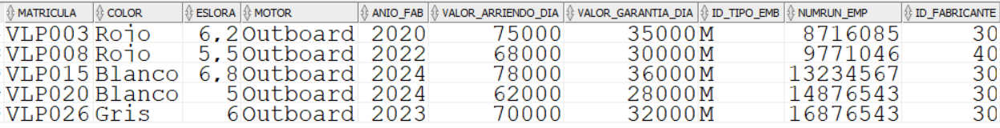 MATRICULA COLOR ESLORA MOTOR ANIO_FAB VALOR_ARRIENDO_DIA VALOR_GARANTIA_DIA ID_TIPO_EMB NUMRUN_EMP ID_FABRICANTE
VLP003 Rojo 6,2 Outboard 2020 75000 35000 M 8716085 30
VLP008 Rojo 5,5 Outboard 2022 68000 30000 M 9771046 40
VLP015 Blanco 6,8 Outboard 2024 78000 36000 M 13234567 30
VLP020 Blanco 5 Outboard 2024 62000 28000 M 14876543 30
VLP026 Gris 6 Outboard 2023 70000 32000 M 16876543 30